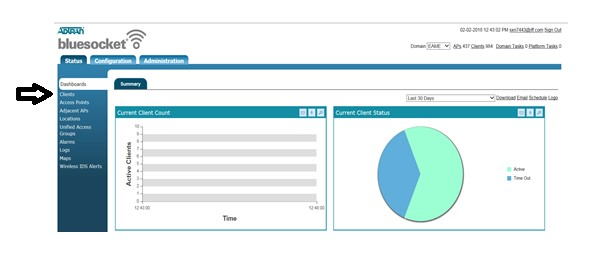 ADTRAN
02-02-2018 12:43:02 PM sxn7443@iff.com Sign Out
bluesocket
Domain EAME APs 437 Clients 984 Domain Tasks 0 Platform Tasks 0
Status Configuration Administration
Dashboards
Clients
Access Points
Adjacent APs
Locations
Unified Access
Groups
Alarms
Logs
Maps
Wireless IDS Alerts
Summary
Last 30 Days Download Email Schedule Logo
Current Client Count
Active Clients
10
9
8
7
6
5
4
3
2
1
0
12:43:00 12:48:00
Time
Current Client Status
Active
Time Out